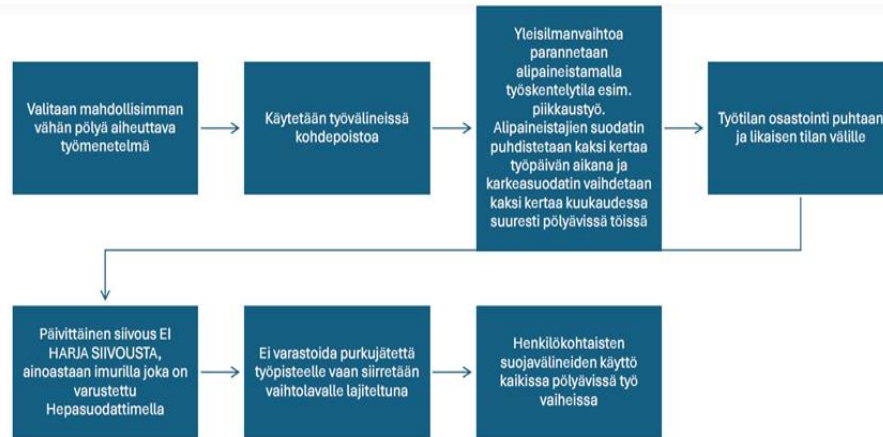 Valitaan mahdollisimman
vähän pölyä aiheuttava
työmenetelmä
Käytetään työvälineissä
kohdepoistoa
Yleisilmanvaihtoa
parannetaan
alipaineistamalla
työskentelytila esim.
piikkaustyö.
Alipaineistajien suodatin
puhdistetaan kaksi kertaa
työpäivän aikana ja
karkeasuodatin vaihdetaan
kaksi kertaa kuukaudessa
suuresti pölyävissä töissä
Työtilan osastointi puhtaan
ja likaisen tilan välille
Päivittäinen siivous EI
HARJA SIIVOUSTA,
ainoastaan imurilla joka on
varustettu
Hepasuodattimella
Ei varastoida purkujätettä
työpisteelle vaan siirretään
vaihtolavalle lajiteltuna
Henkilökohtaisten
suojavälineiden käyttö
kaikissa pölyävissä työ
vaiheissa